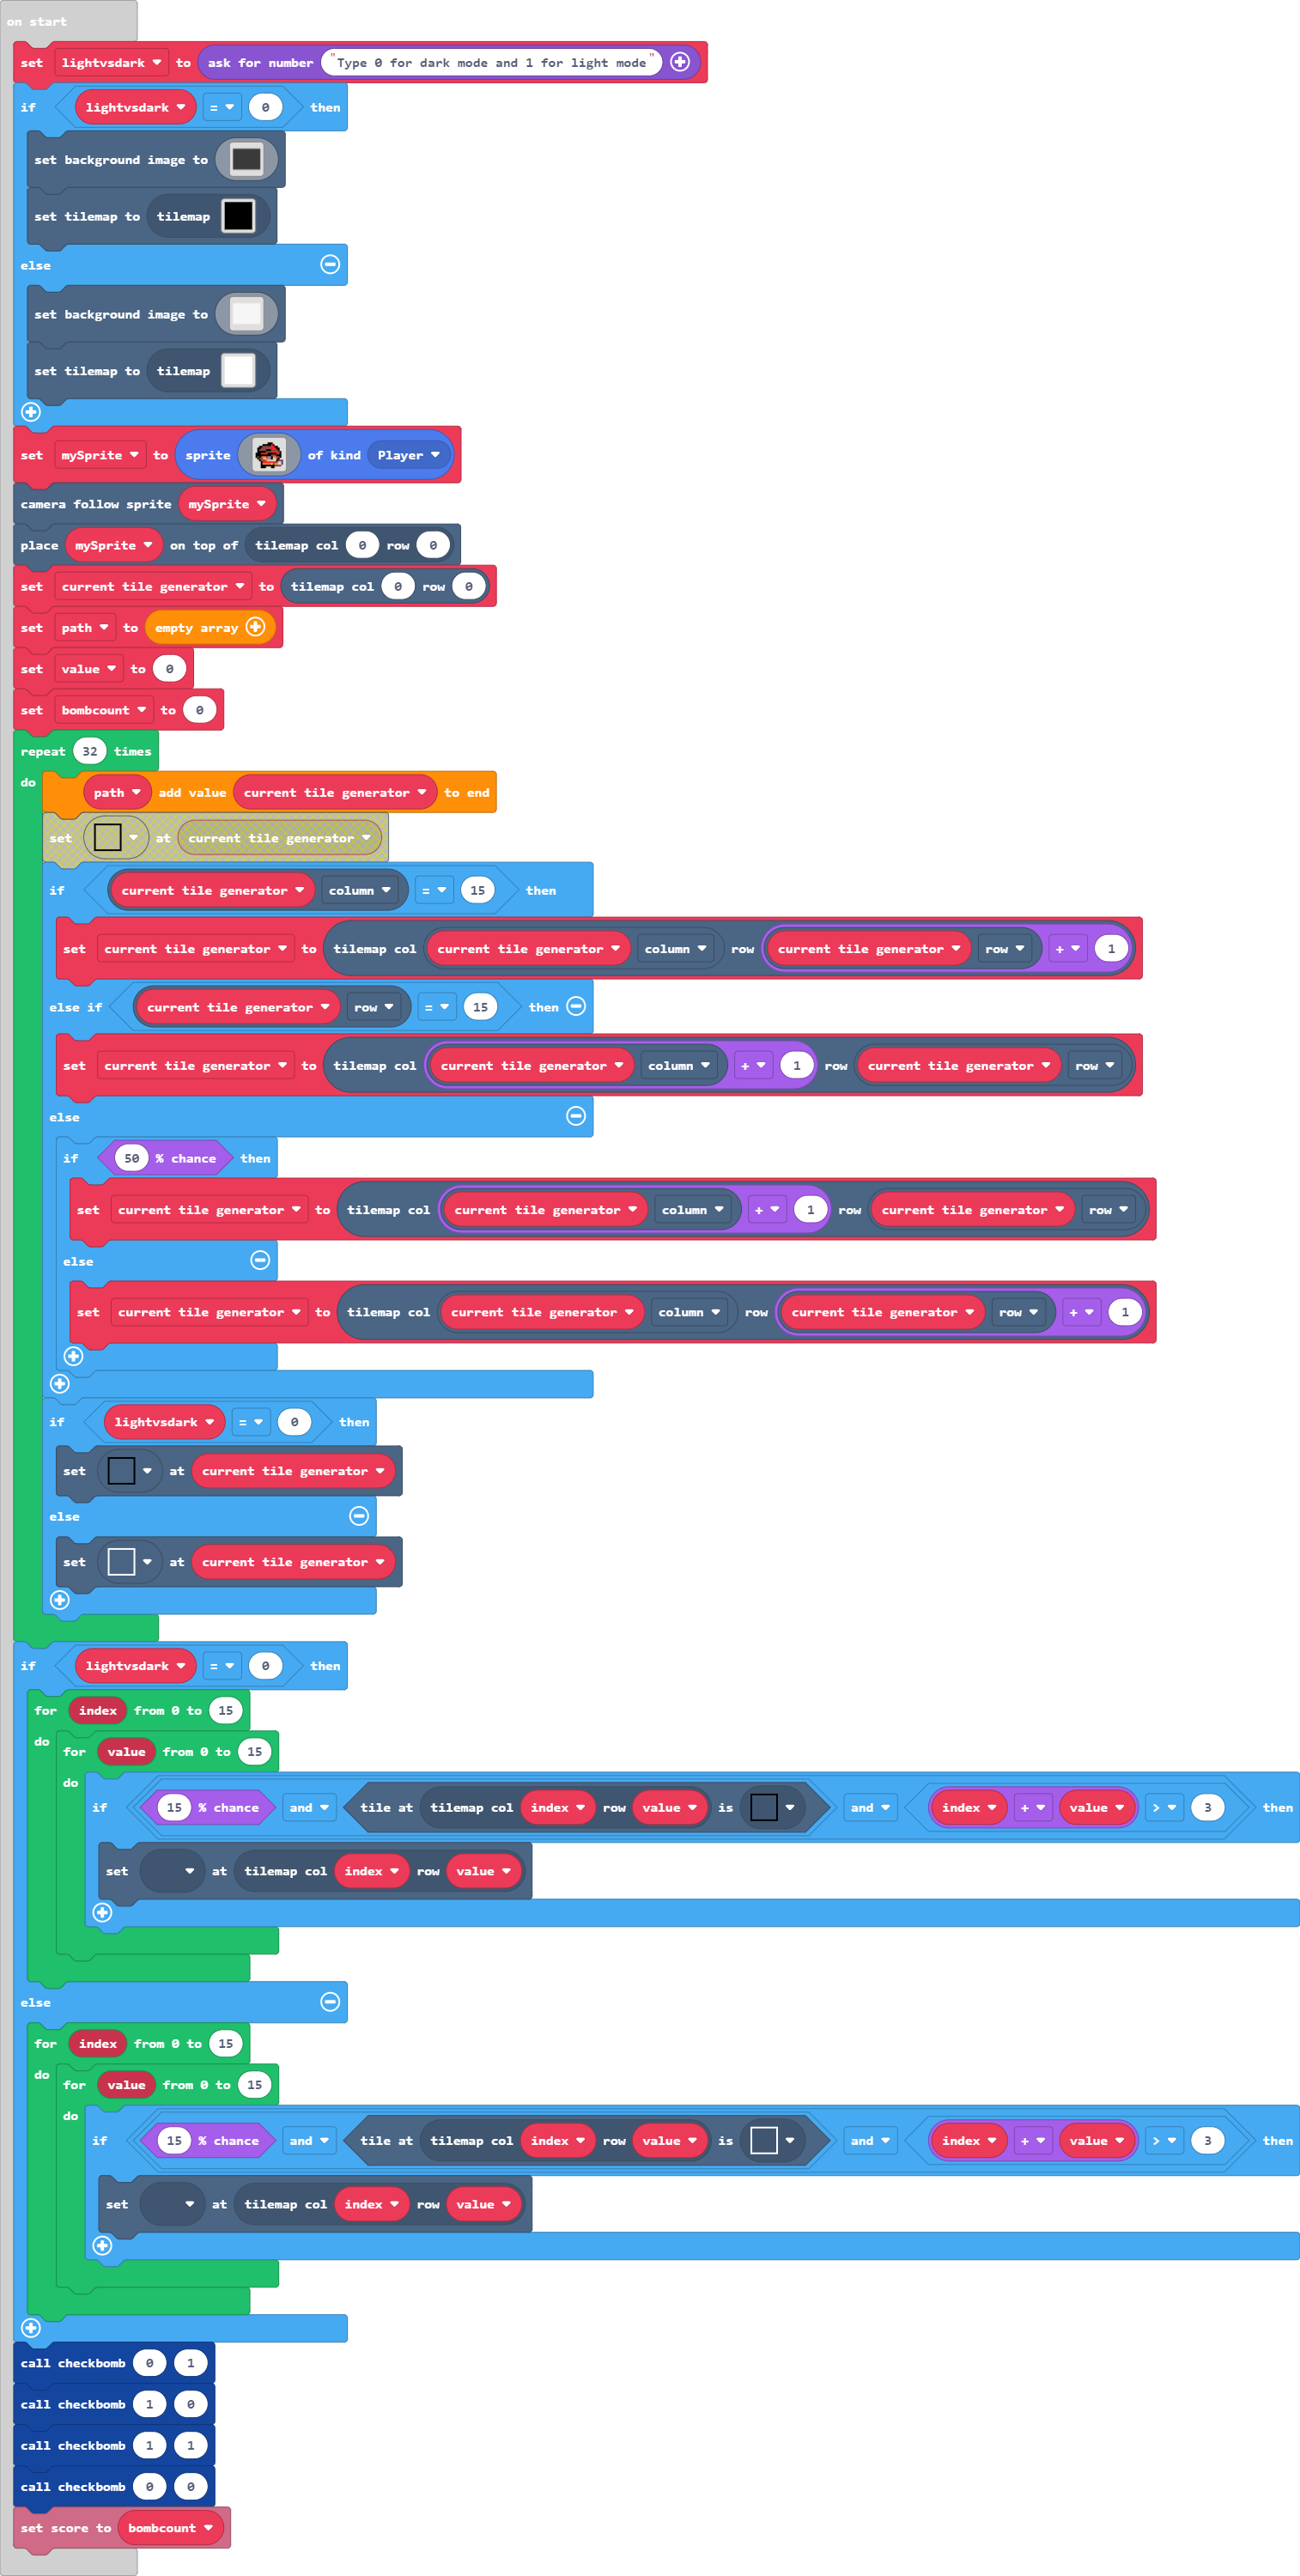 on start
set lightvsdark to ask for number "Type 0 for dark mode and 1 for light mode"
if lightvsdark = 0 then
set background image to
set tilemap to tilemap
else
set background image to
set tilemap to tilemap
set mySprite to sprite of kind Player
camera follow sprite mySprite
place mySprite on top of tilemap col 0 row 0
set current tile generator to tilemap col 0 row 0
set path to empty array
set value to 0
set bombcount to 0
repeat 32 times
do
path add value current tile generator to end
set at current tile generator
if current tile generator column = 15 then
set current tile generator to tilemap col current tile generator column row current tile generator row + 1
else if current tile generator row = 15 then
set current tile generator to tilemap col current tile generator column + 1 row current tile generator row
else
if 50 % chance then
set current tile generator to tilemap col current tile generator column + 1 row current tile generator row
else
set current tile generator to tilemap col current tile generator column row current tile generator row + 1
if lightvsdark = 0 then
set at current tile generator
else
set at current tile generator
if lightvsdark = 0 then
for index from 0 to 15
do
for value from 0 to 15
do
if 15 % chance and tile at tilemap col index row value is and index + value > 3 then
set at tilemap col index row value
else
for index from 0 to 15
do
for value from 0 to 15
do
if 15 % chance and tile at tilemap col index row value is and index + value > 3 then
set at tilemap col index row value
call checkbomb 0 1
call checkbomb 1 0
call checkbomb 1 1
call checkbomb 0 0
set score to bombcount